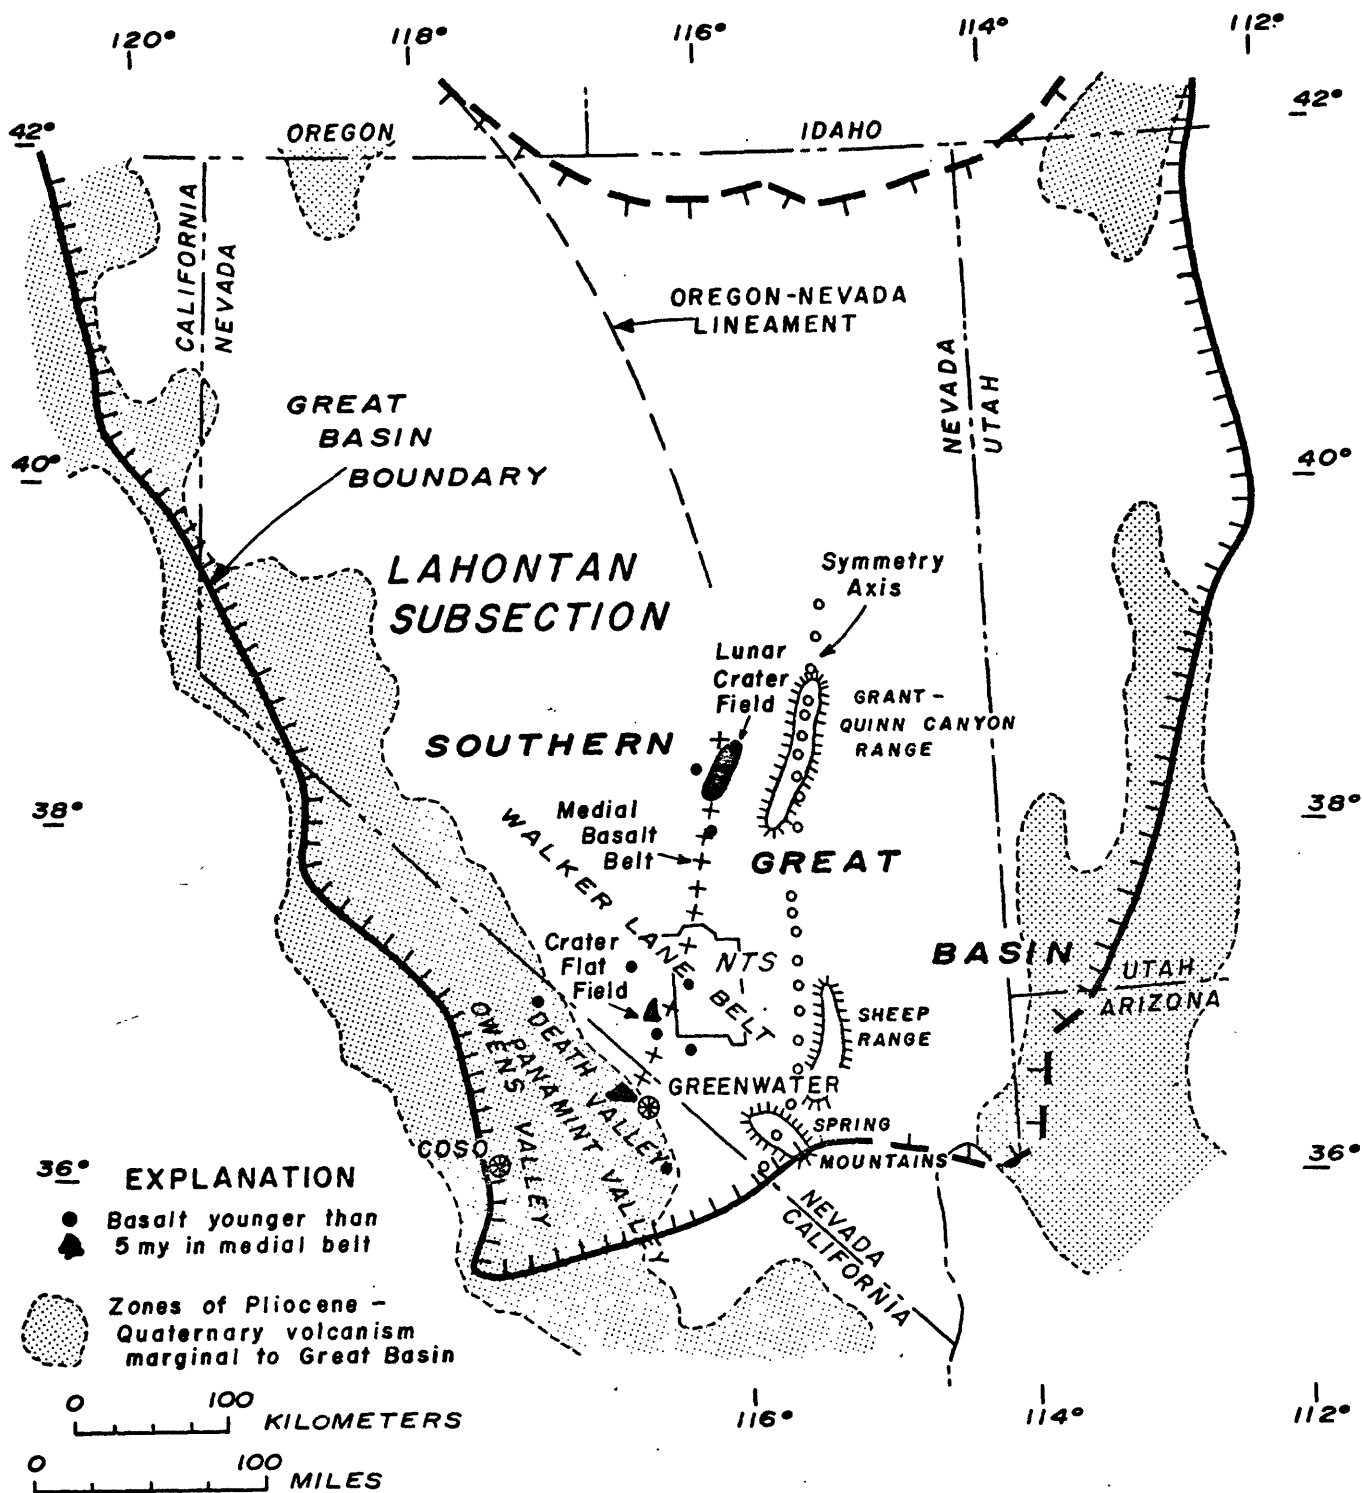 120°
118°
116°
114°
112°
42°
42°
OREGON
IDAHO
CALIFORNIA
NEVADA
OREGON-NEVADA
LINEAMENT
NEVADA
UTAH
GREAT
BASIN
BOUNDARY
40°
40°
LAHONTAN
SUBSECTION
Symmetry
Axis
Lunar
Crater
Field
GRANT-
QUINN CANYON
RANGE
SOUTHERN
38°
38°
Medial
Basalt
Belt
WALKER LANE BELT
GREAT
Crater
Flat
Field
NTS
BASIN
UTAH
ARIZONA
SHEEP
RANGE
DEATH VALLEY
PANAMINT VALLEY
OWENS VALLEY
GREENWATER
SPRING
MOUNTAINS
COSO
36°
36°
NEVADA
CALIFORNIA
EXPLANATION
Basalt younger than
5 my in medial belt
Zones of Pliocene -
Quaternary volcanism
marginal to Great Basin
0 100
KILOMETERS
0 100
MILES
116°
114°
112°